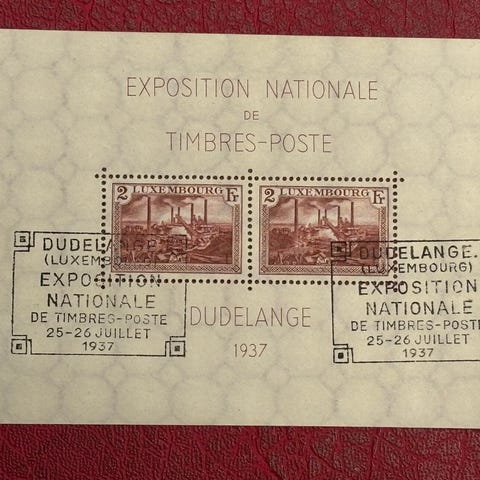 EXPOSITION NATIONALE
DE
TIMBRES-POSTE
2 LUXEMBOURG Fr
2 LUXEMBOURG Fr
DUDELANGE
(LUXEMBOURG)
EXPOSITION
NATIONALE
DE TIMBRES-POSTE
25-26 JUILLET
1937
DUDELANGE
1937
DUDELANGE.
(LUXEMBOURG)
EXPOSITION
NATIONALE
DE TIMBRES-POSTE
25-26 JUILLET
1937